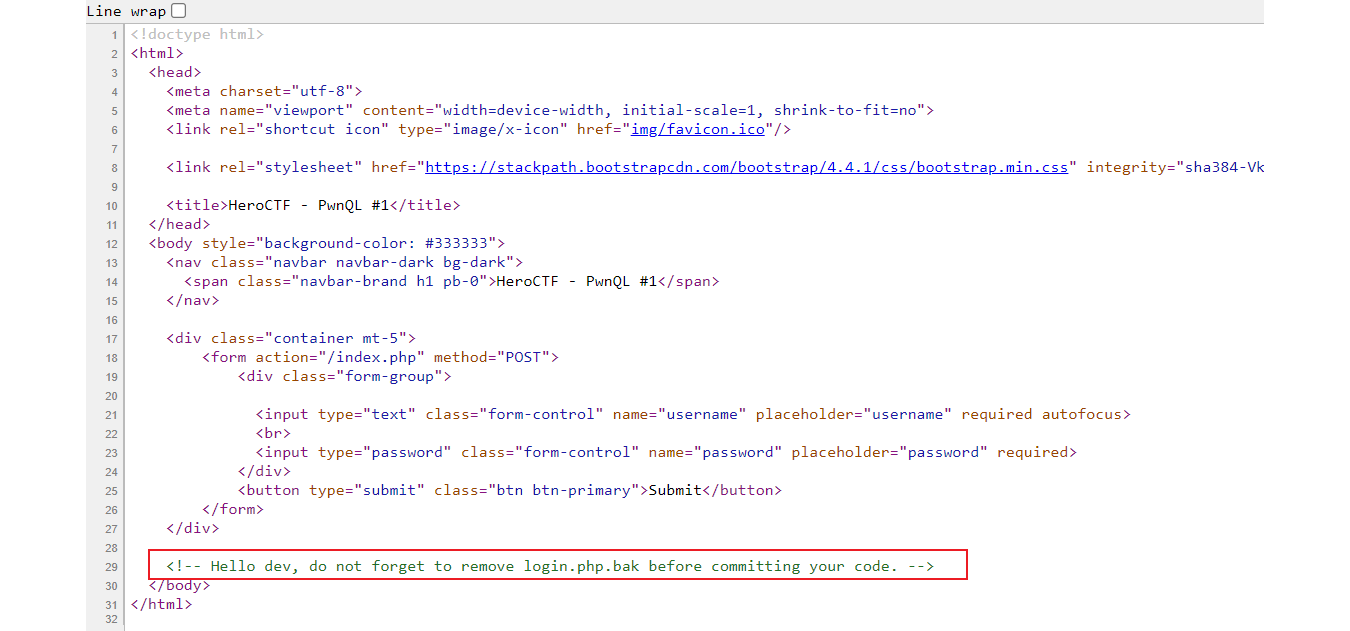 Line wrap
1 <!doctype html>
2 <html>
3 <head>
4 <meta charset="utf-8">
5 <meta name="viewport" content="width=device-width, initial-scale=1, shrink-to-fit=no">
6 <link rel="shortcut icon" type="image/x-icon" href="img/favicon.ico"/>
7
8 <link rel="stylesheet" href="https://stackpath.bootstrapcdn.com/bootstrap/4.4.1/css/bootstrap.min.css" integrity="sha384-Vk
9
10 <title>HeroCTF - PwnQL #1</title>
11 </head>
12 <body style="background-color: #333333">
13 <nav class="navbar navbar-dark bg-dark">
14 <span class="navbar-brand h1 pb-0">HeroCTF - PwnQL #1</span>
15 </nav>
16
17 <div class="container mt-5">
18 <form action="/index.php" method="POST">
19 <div class="form-group">
20
21 <input type="text" class="form-control" name="username" placeholder="username" required autofocus>
22 <br>
23 <input type="password" class="form-control" name="password" placeholder="password" required>
24 </div>
25 <button type="submit" class="btn btn-primary">Submit</button>
26 </form>
27 </div>
28
29 <!-- Hello dev, do not forget to remove login.php.bak before committing your code. -->
30 </body>
31 </html>
32